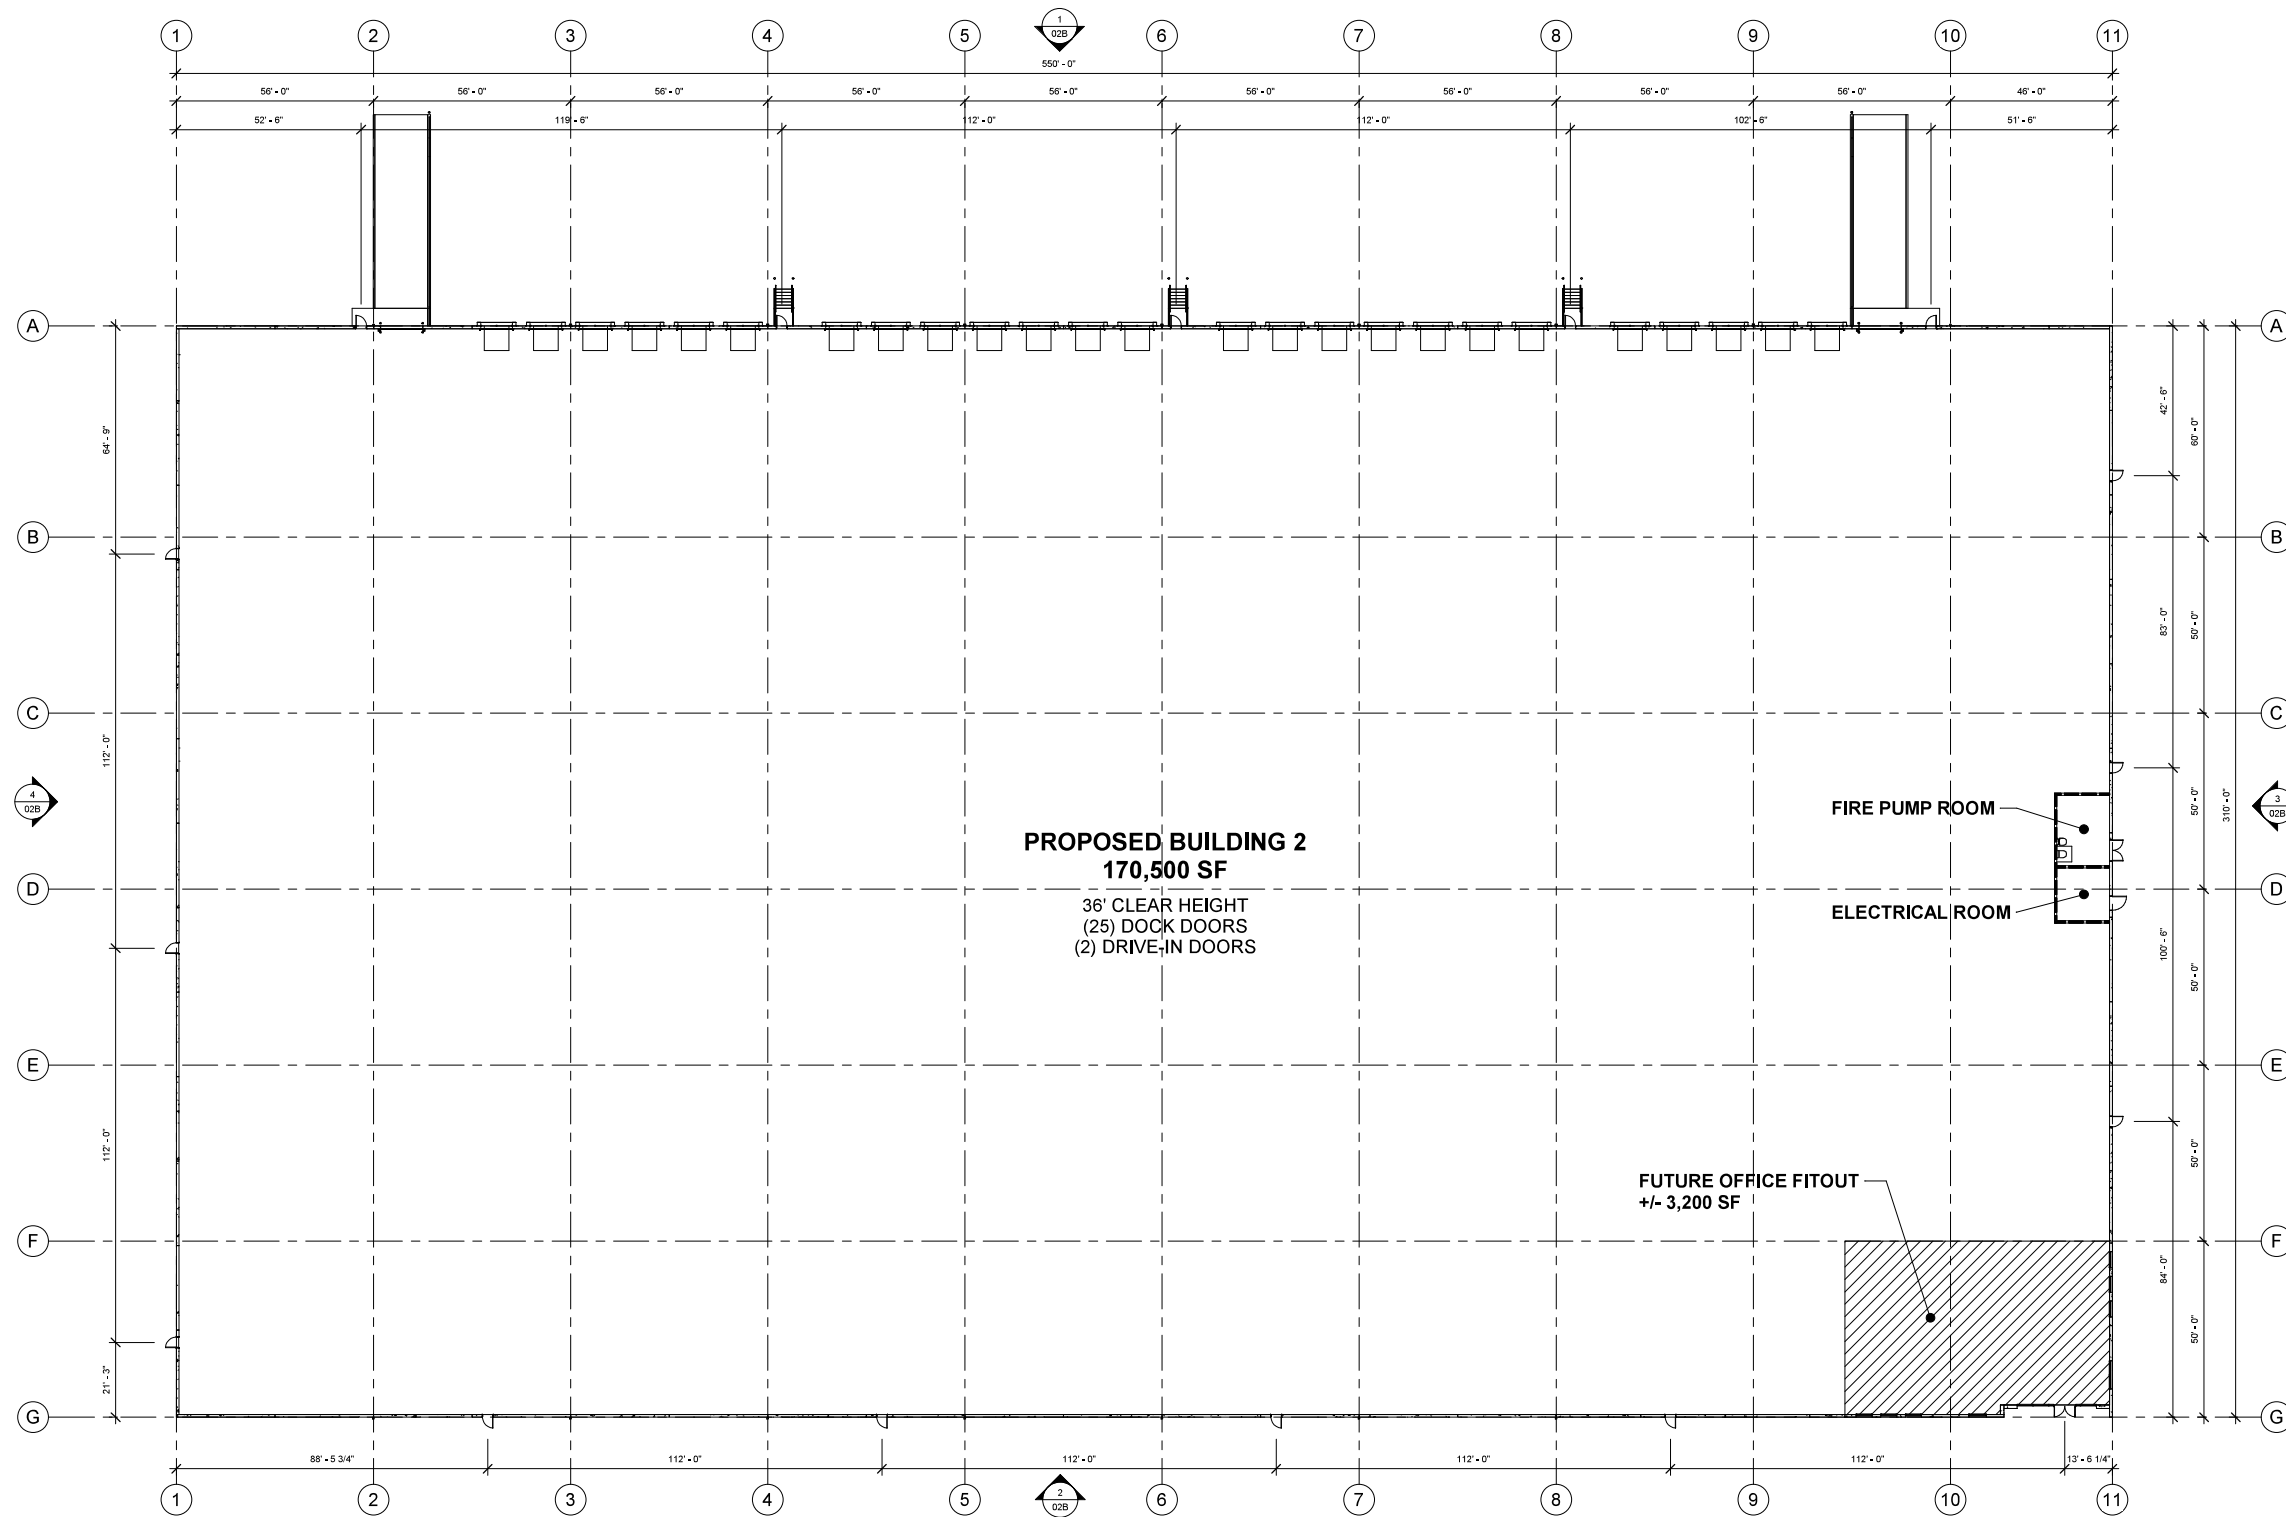 1 2 3 4 5 6 7 8 9 10 11
1
02B
550' - 0"
56' - 0" 56' - 0" 56' - 0" 56' - 0" 56' - 0" 56' - 0" 56' - 0" 56' - 0" 56' - 0" 46' - 0"
52' - 6" 119' - 6" 112' - 0" 112' - 0" 102' - 6" 51' - 6"
A A
42' - 6"
60' - 0"
64' - 9"
B B
83' - 0"
50' - 0"
C C
112' - 0"
4
02B
50' - 0"
310' - 0"
3
02B
FIRE PUMP ROOM
PROPOSED BUILDING 2
170,500 SF
D D
36' CLEAR HEIGHT
(25) DOCK DOORS
(2) DRIVE-IN DOORS
ELECTRICAL ROOM
100' - 6"
50' - 0"
E E
112' - 0"
50' - 0"
FUTURE OFFICE FITOUT
+/- 3,200 SF
F F
84' - 0"
50' - 0"
21' - 3"
G G
88' - 5 3/4" 112' - 0" 112' - 0" 112' - 0" 112' - 0" 13' - 6 1/4"
2
02B
1 2 3 4 5 6 7 8 9 10 11